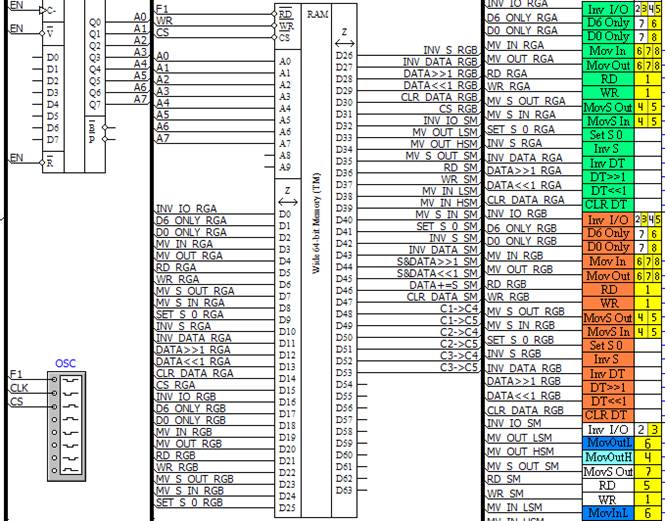 EN C-
EN V
D0
D1
D2
D3
D4
D5
D6
D7
EN R
Q0 A0
Q1 A1
Q2 A2
Q3 A3
Q4 A4
Q5 A5
Q6 A6
Q7 A7
P
P
OSC
F1
CLK
CS
RAM
F1 RD
WR WR
CS CS
A0 A0
A1 A1
A2 A2
A3 A3
A4 A4
A5 A5
A6 A6
A7 A7
A8
A9
Z
INV IO RGA D0
D6 ONLY RGA D1
D0 ONLY RGA D2
MV IN RGA D3
MV OUT RGA D4
RD RGA D5
WR RGA D6
MV S OUT RGA D7
MV S IN RGA D8
SET S 0 RGA D9
INV S RGA D10
INV DATA RGA D11
DATA>>1 RGA D12
DATA<<1 RGA D13
CLR DATA RGA D14
CS RGA D15
INV IO RGB D16
D6 ONLY RGB D17
D0 ONLY RGB D18
MV IN RGB D19
MV OUT RGB D20
RD RGB D21
WR RGB D22
MV S OUT RGB D23
MV S IN RGB D24
SET S 0 RGB D25
Wide 64-bit Memory (TM)
Z
D26 INV S RGB
D27 INV DATA RGB
D28 DATA>>1 RGB
D29 DATA<<1 RGB
D30 CLR DATA RGB
D31 CS RGB
D32 INV IO SM
D33 MV OUT LSM
D34 MV OUT HSM
D35 MV S OUT SM
D36 RD SM
D37 WR SM
D38 MV IN LSM
D39 MV IN HSM
D40 MV S IN SM
D41 SET S 0 SM
D42 INV S SM
D43 INV DATA SM
D44 S&DATA>>1 SM
D45 S&DATA<<1 SM
D46 DATA+=S SM
D47 CLR DATA SM
D48 C1->C4
D49 C1->C5
D50 C2->C4
D51 C2->C5
D52 C3->C4
D53 C3->C5
D54
D55
D56
D57
D58
D59
D60
D61
D62
D63
INV IO RGA Inv I/O 2 3 4 5
D6 ONLY RGA D6 Only 7 6
D0 ONLY RGA D0 Only 7 8
MV IN RGA Mov In 6 7 8
MV OUT RGA Mov Out 6 7 8
RD RGA RD 1
WR RGA WR 1
MV S OUT RGA MovS Out 4 5
MV S IN RGA MovS In 4 5
SET S 0 RGA Set S 0
INV S RGA Inv S
INV DATA RGA Inv DT
DATA>>1 RGA DT>>1
DATA<<1 RGA DT<<1
CLR DATA RGA CLR DT
INV IO RGB Inv I/O 2 3 4 5
D6 ONLY RGB D6 Only 7 6
D0 ONLY RGB D0 Only 7 8
MV IN RGB Mov In 6 7 8
MV OUT RGB Mov Out 6 7 8
RD RGB RD 1
WR RGB WR 1
MV S OUT RGB MovS Out 4 5
MV S IN RGB MovS In 4 5
SET S 0 RGB Set S 0
INV S RGB Inv S
INV DATA RGB Inv DT
DATA>>1 RGB DT>>1
DATA<<1 RGB DT<<1
CLR DATA RGB CLR DT
INV IO SM Inv I/O 2 3
MV OUT LSM MovOutL 6
MV OUT HSM MovOutH 4
MV S OUT SM MovS Out 7
RD SM RD 5
WR SM WR 1
MV IN LSM MovInL 6